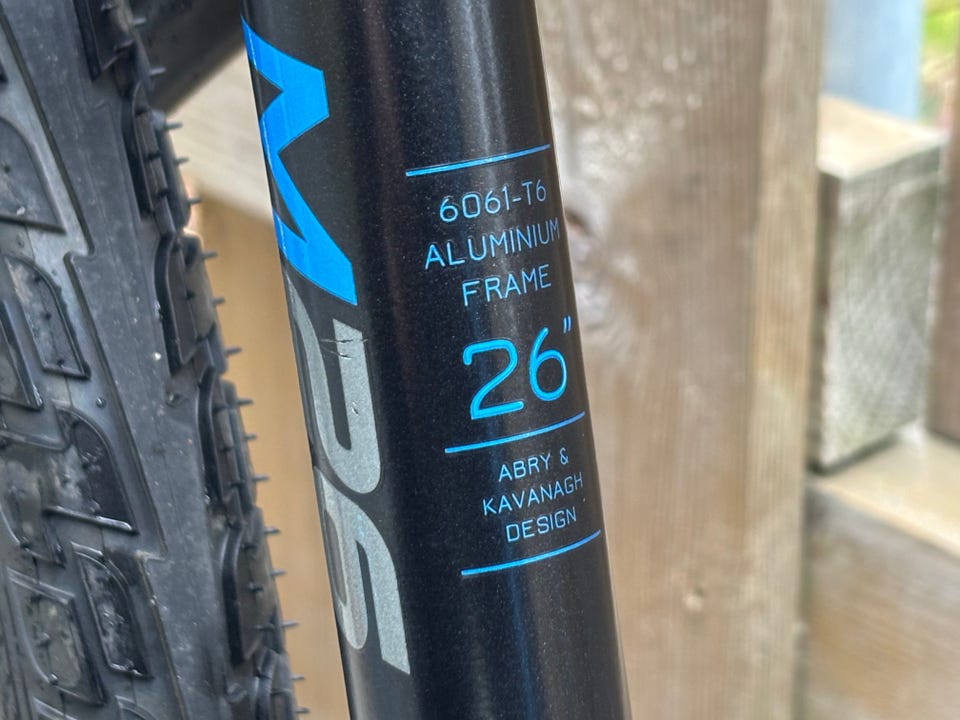 6061-T6
ALUMINIUM
FRAME
26"
ABRY &
KAVANAGH
DESIGN